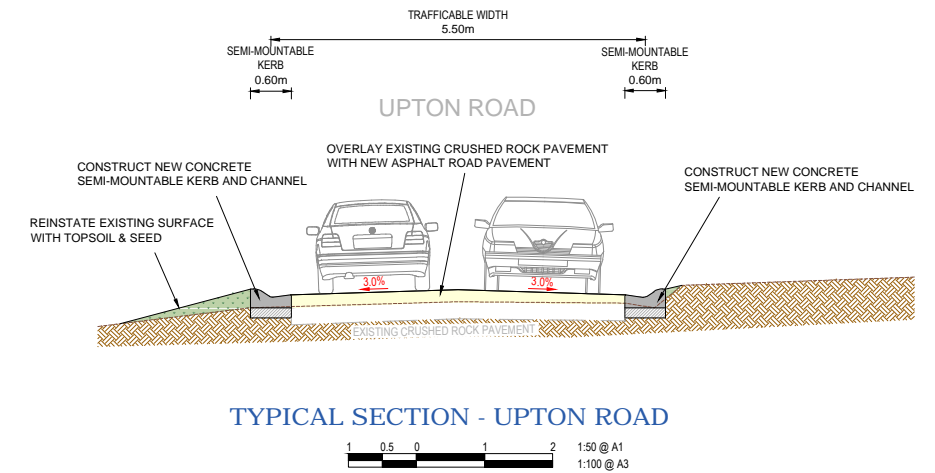 TRAFFICABLE WIDTH
5.50m
SEMI-MOUNTABLE
KERB
0.60m
SEMI-MOUNTABLE
KERB
0.60m
UPTON ROAD
OVERLAY EXISTING CRUSHED ROCK PAVEMENT
WITH NEW ASPHALT ROAD PAVEMENT
CONSTRUCT NEW CONCRETE
SEMI-MOUNTABLE KERB AND CHANNEL
CONSTRUCT NEW CONCRETE
SEMI-MOUNTABLE KERB AND CHANNEL
REINSTATE EXISTING SURFACE
WITH TOPSOIL & SEED
3.0%
3.0%
EXISTING CRUSHED ROCK PAVEMENT
TYPICAL SECTION - UPTON ROAD
1 0.5 0 1 2 1:50 @ A1
1:100 @ A3